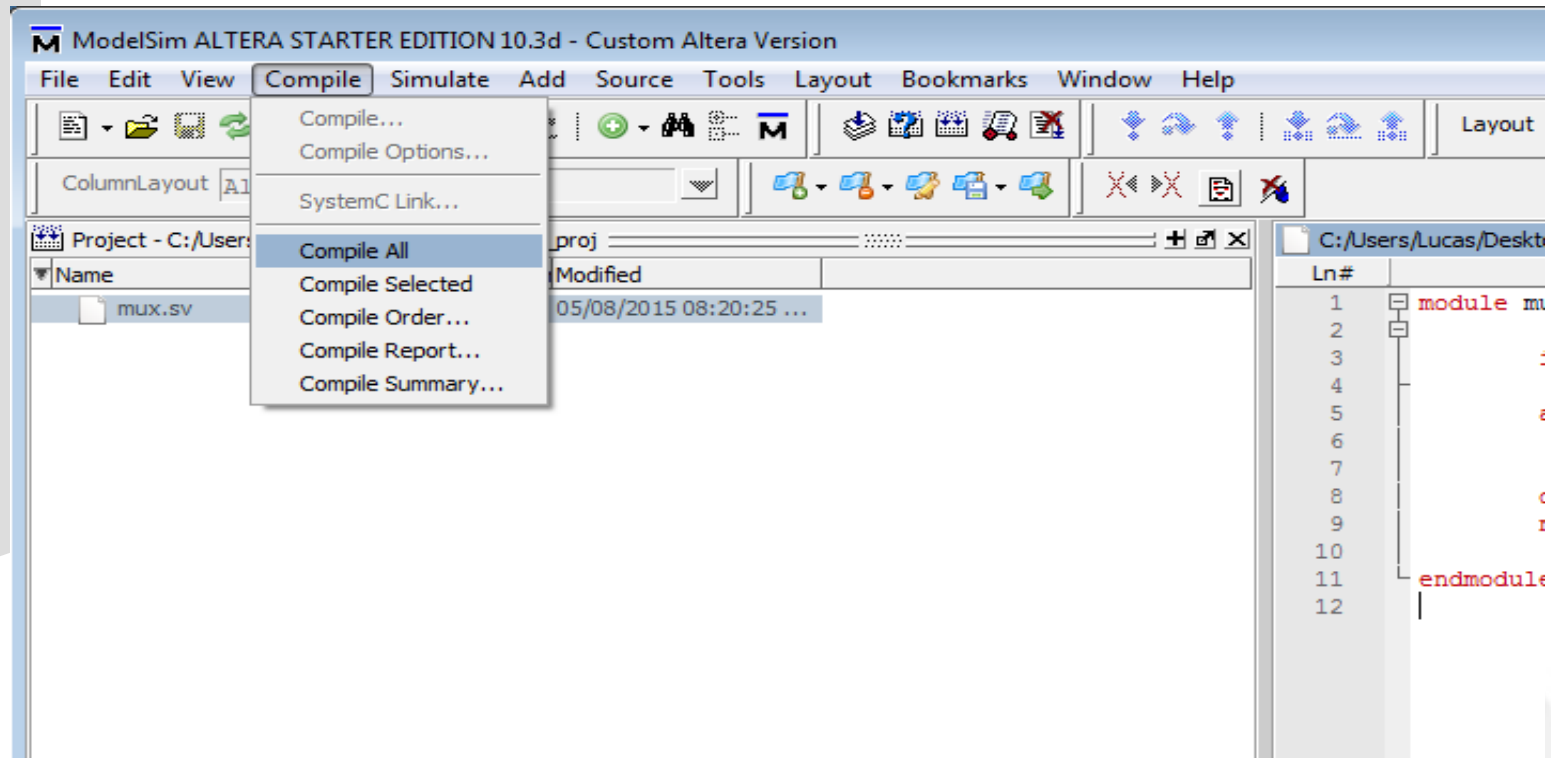 ModelSim ALTERA STARTER EDITION 10.3d - Custom Altera Version
File Edit View Compile Simulate Add Source Tools Layout Bookmarks Window Help
Layout
ColumnLayout Al
Compile...
Compile Options...
SystemC Link...
Compile All
Compile Selected
Compile Order...
Compile Report...
Compile Summary...
Project - C:/Users _proj
Name Modified
mux.sv 05/08/2015 08:20:25 ...
C:/Users/Lucas/Deskt
Ln#
1 module mu
2
3
4
5
6
7
8
9
10
11 endmodule
12